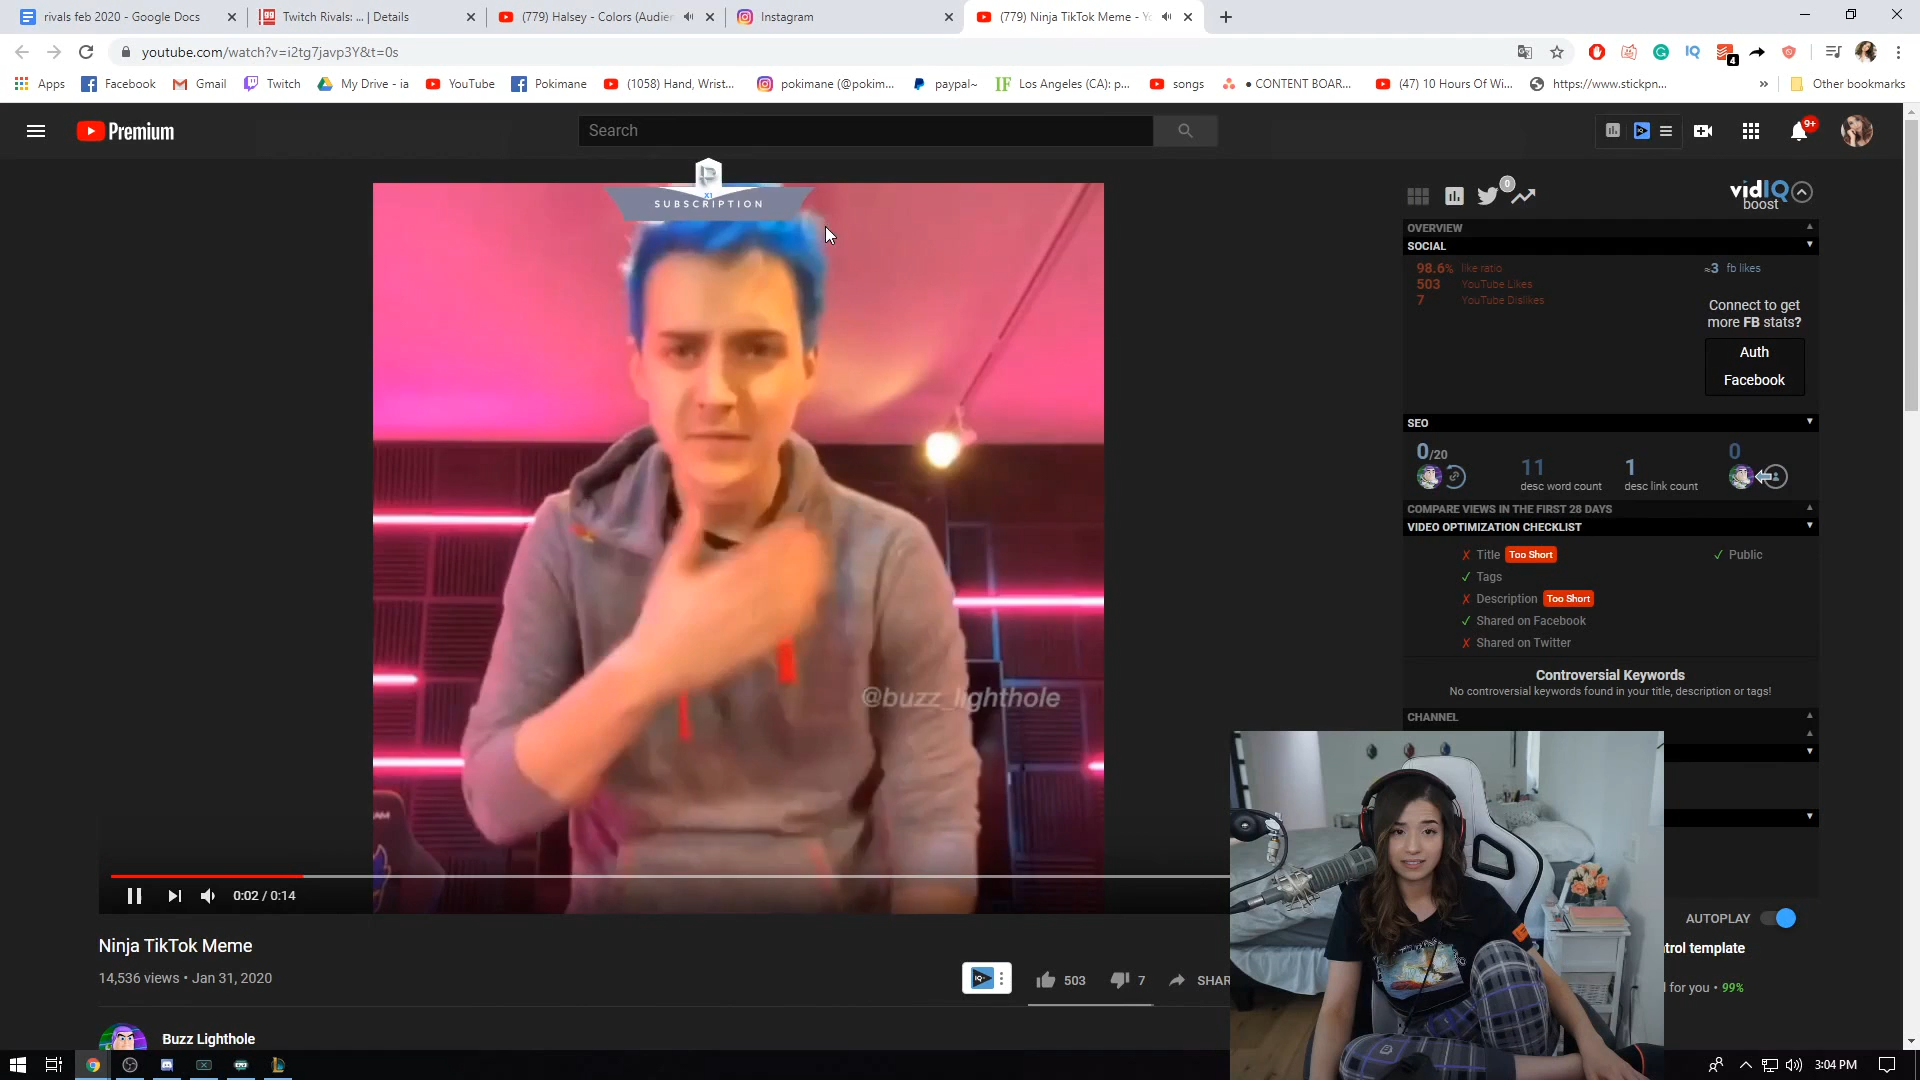 rivals feb 2020 - Google Docs
Twitch Rivals: ... | Details
(779) Halsey - Colors (Audie
Instagram
(779) Ninja TikTok Meme - Y
youtube.com/watch?v=i2tg7javp3Y&t=0s
4
Apps
Facebook
Gmail
Twitch
My Drive - ia
YouTube
Pokimane
(1058) Hand, Wrist...
pokimane (@pokim...
paypal~
IF
Los Angeles (CA): p...
songs
• CONTENT BOAR...
(47) 10 Hours Of Wi...
https://www.stickpn...
»
Other bookmarks
Premium
Search
9+
X1
SUBSCRIPTION
0
vidIQ
boost
OVERVIEW
SOCIAL
98.6% like ratio
≈3 fb likes
503 YouTube Likes
7 YouTube Dislikes
Connect to get
more FB stats?
Auth
Facebook
SEO
0/20
11
desc word count
1
desc link count
0
COMPARE VIEWS IN THE FIRST 28 DAYS
VIDEO OPTIMIZATION CHECKLIST
✗ Title Too Short
✓ Public
✓ Tags
✗ Description Too Short
✓ Shared on Facebook
✗ Shared on Twitter
Controversial Keywords
No controversial keywords found in your title, description or tags!
CHANNEL
@buzz_lighthole
0:02 / 0:14
AUTOPLAY
Ninja TikTok Meme
14,536 views • Jan 31, 2020
503
7
SHAR
trol template
l for you • 99%
Buzz Lighthole
3:04 PM